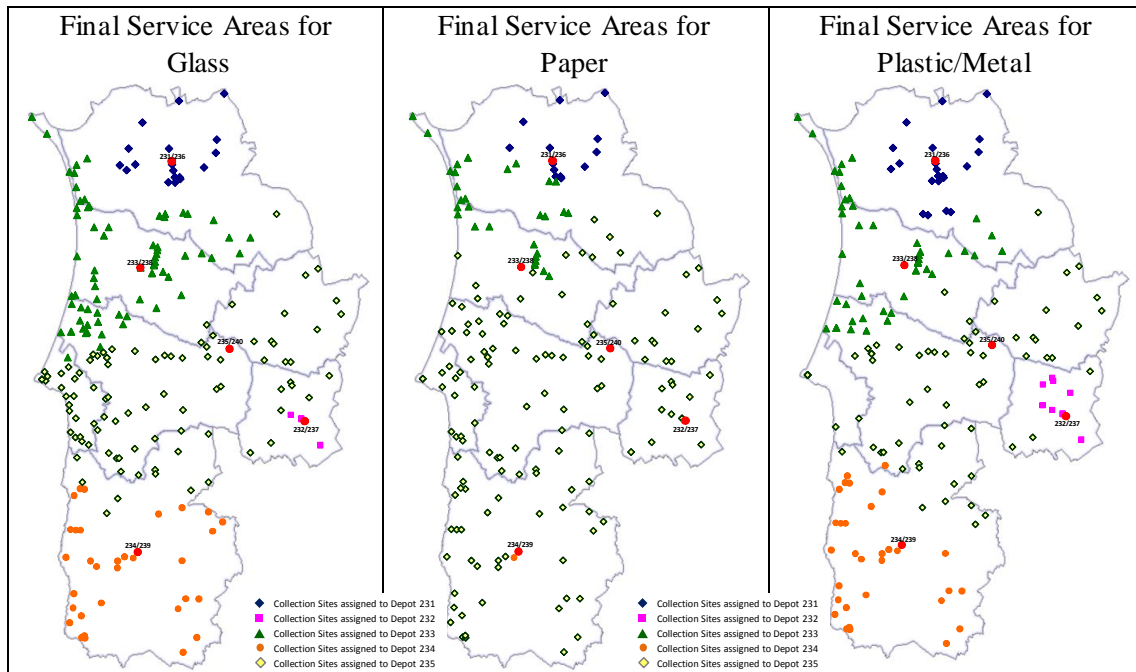 Final Service Areas for
Glass
231/236
233/238
235/240
232/237
234/239
Final Service Areas for
Paper
231/236
233/238
235/240
232/237
234/239
Final Service Areas for
Plastic/Metal
231/236
233/238
235/240
232/237
234/239
Collection Sites assigned to Depot 231
Collection Sites assigned to Depot 232
Collection Sites assigned to Depot 233
Collection Sites assigned to Depot 234
Collection Sites assigned to Depot 235
Collection Sites assigned to Depot 231
Collection Sites assigned to Depot 232
Collection Sites assigned to Depot 233
Collection Sites assigned to Depot 234
Collection Sites assigned to Depot 235